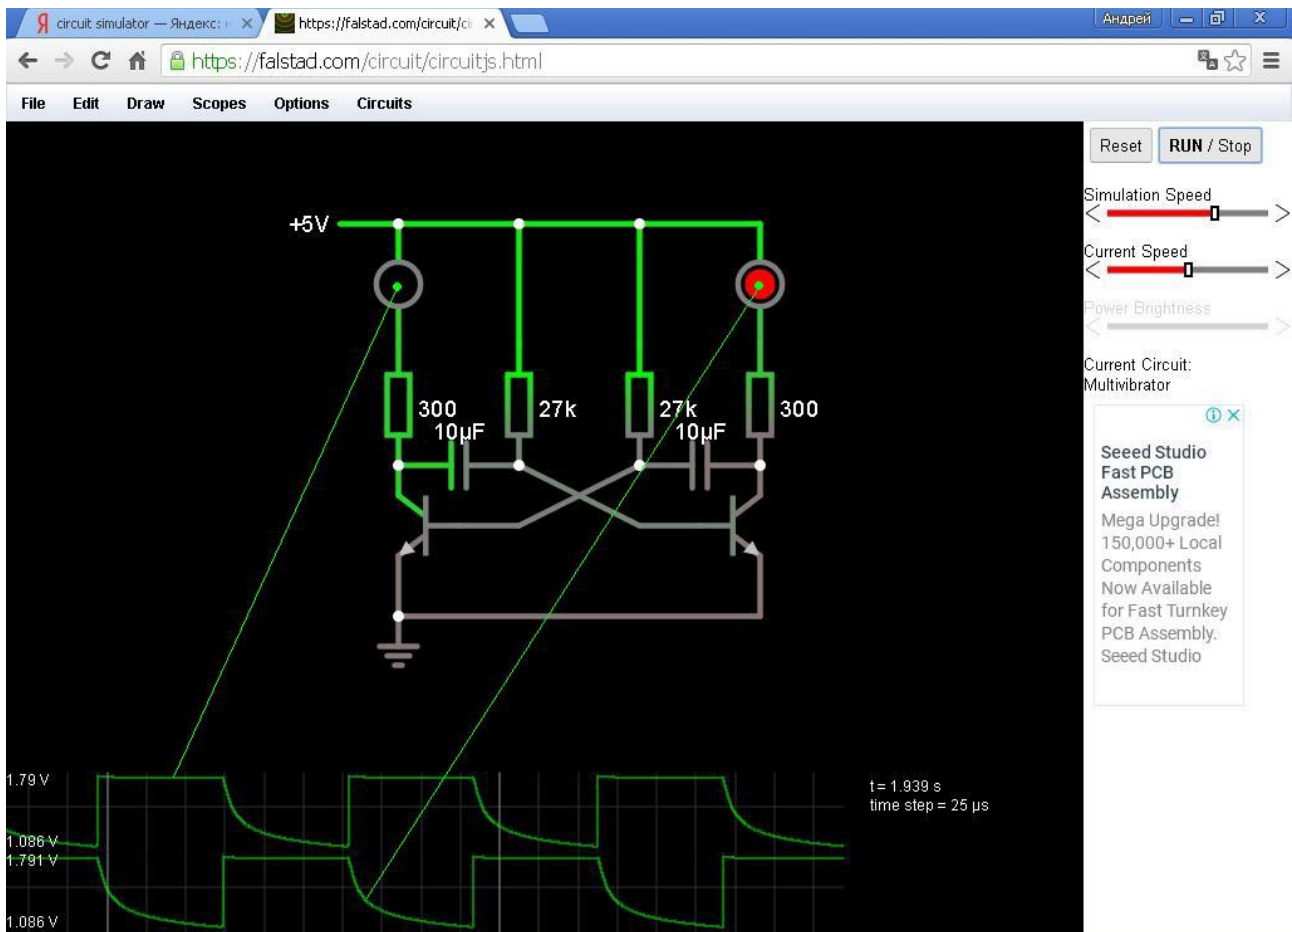 Я circuit simulator — Яндекс: н
https://falstad.com/circuit/ci
Андрей
https://falstad.com/circuit/circuitjs.html
File Edit Draw Scopes Options Circuits
Reset RUN / Stop
Simulation Speed
Current Speed
Power Brightness
Current Circuit:
Multivibrator
Seeed Studio
Fast PCB
Assembly
Mega Upgrade!
150,000+ Local
Components
Now Available
for Fast Turnkey
PCB Assembly.
Seeed Studio
+5V
300 27k 27k 300
10µF 10µF
1.79 V
1.086 V
1.791 V
1.086 V
t = 1.939 s
time step = 25 µs